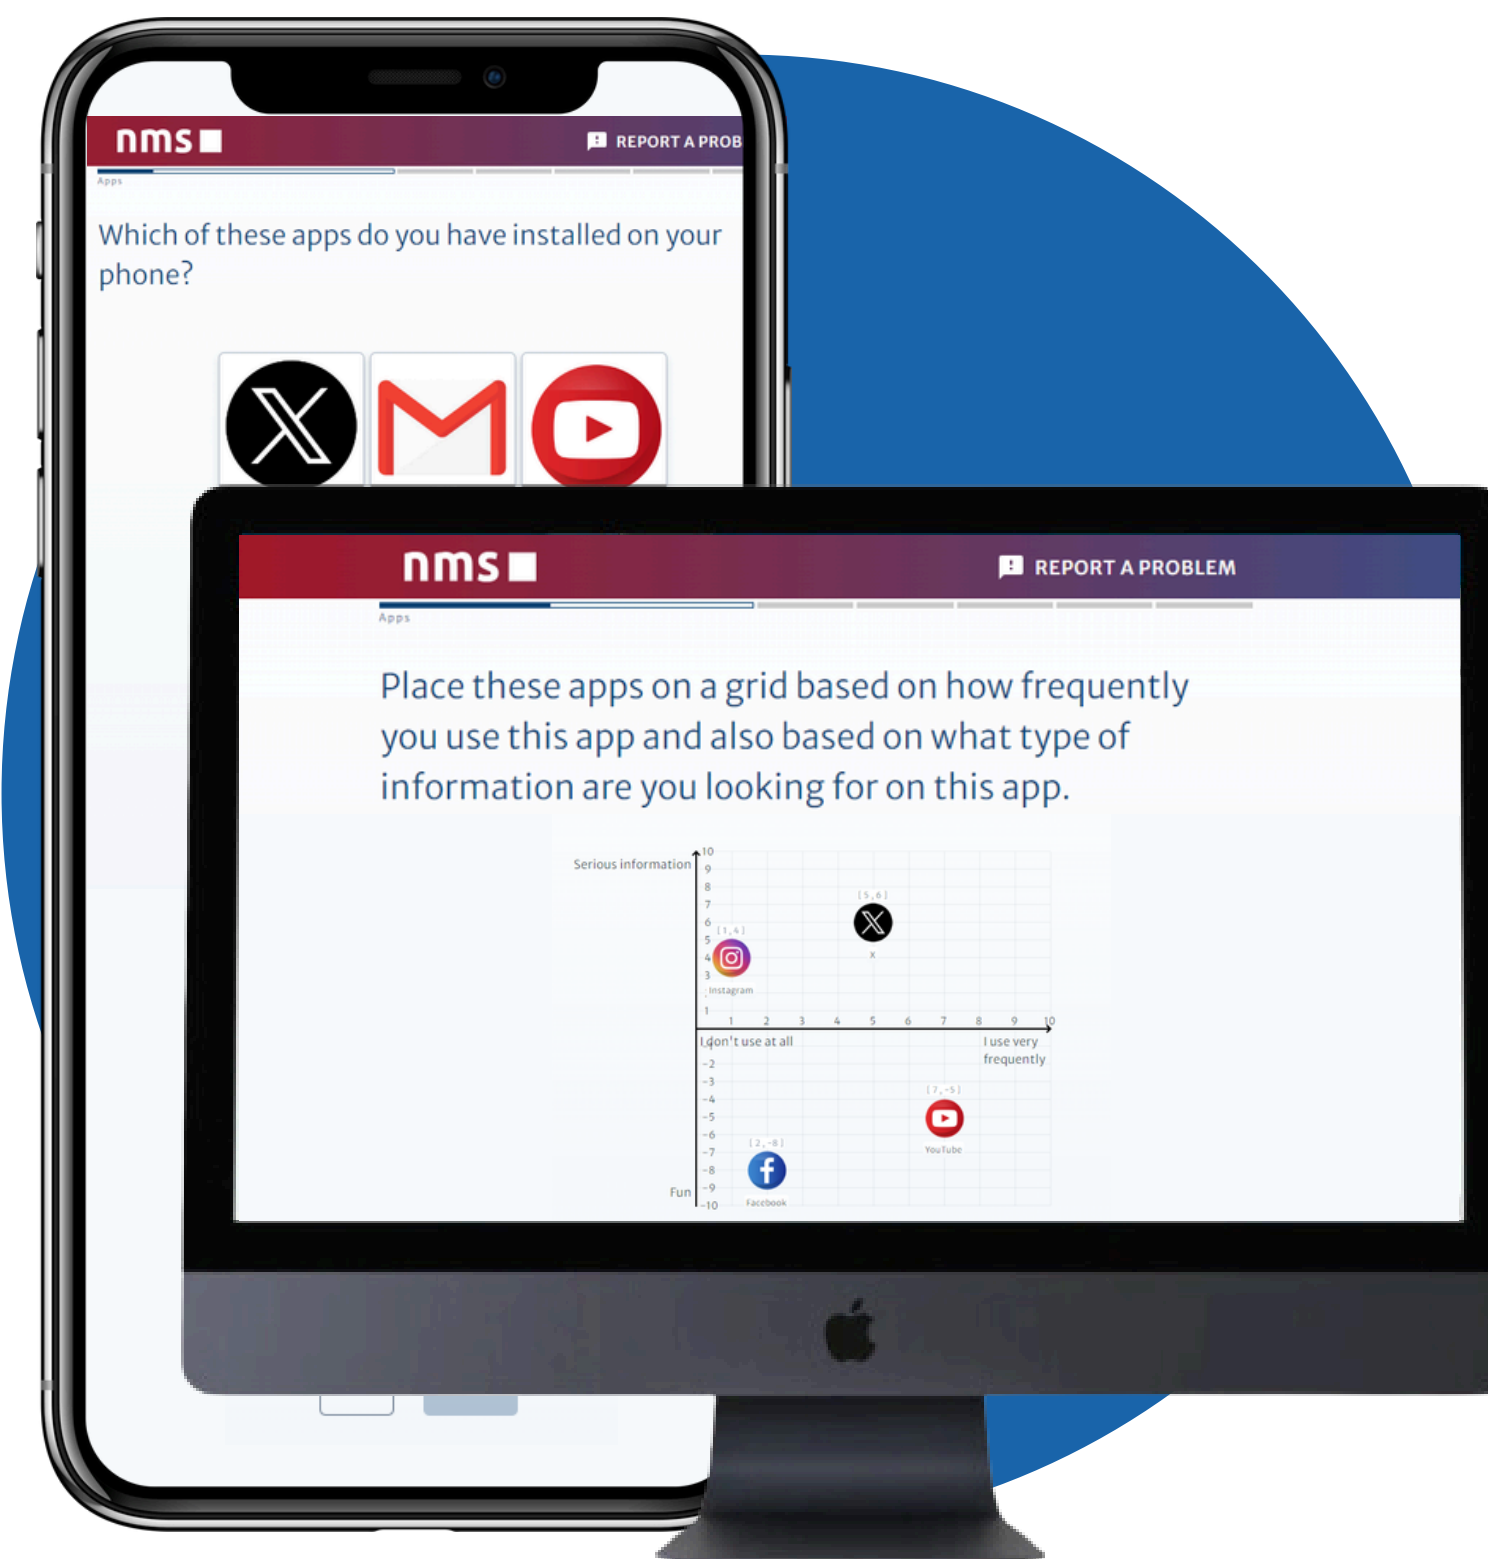 nms
REPORT A PROB
Apps
Which of these apps do you have installed on your
phone?
nms
REPORT A PROBLEM
Apps
Place these apps on a grid based on how frequently
you use this app and also based on what type of
information are you looking for on this app.
Serious information
10
9
8
7
6
5
4
3
1
[5,6]
X
[1,4]
Instagram
1 2 3 4 5 6 7 8 9 10
I don't use at all
I use very
frequently
-2
-3
-4
-5
-6
-7
-8
-9
-10
[7,-5]
YouTube
[2,-8]
Facebook
Fun